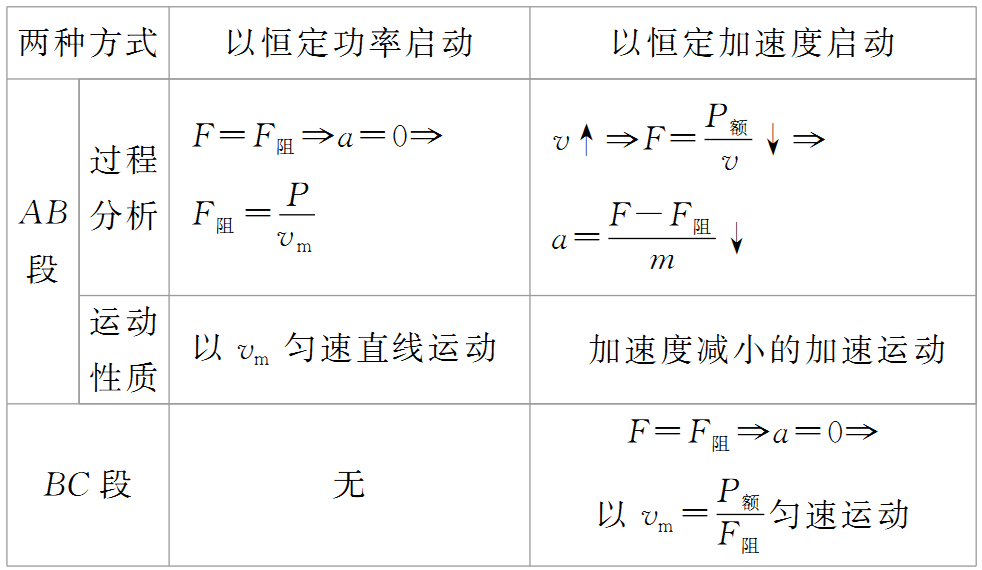 两种方式 以恒定功率启动 以恒定加速度启动
AB段 过程分析 F=F阻⇒a=0⇒
F阻=P/vm
v↑⇒F=P额/v↓⇒
a=(F-F阻)/m↓
运动性质 以vm匀速直线运动 加速度减小的加速运动
BC段 无 F=F阻⇒a=0⇒
以vm=P额/F阻匀速运动